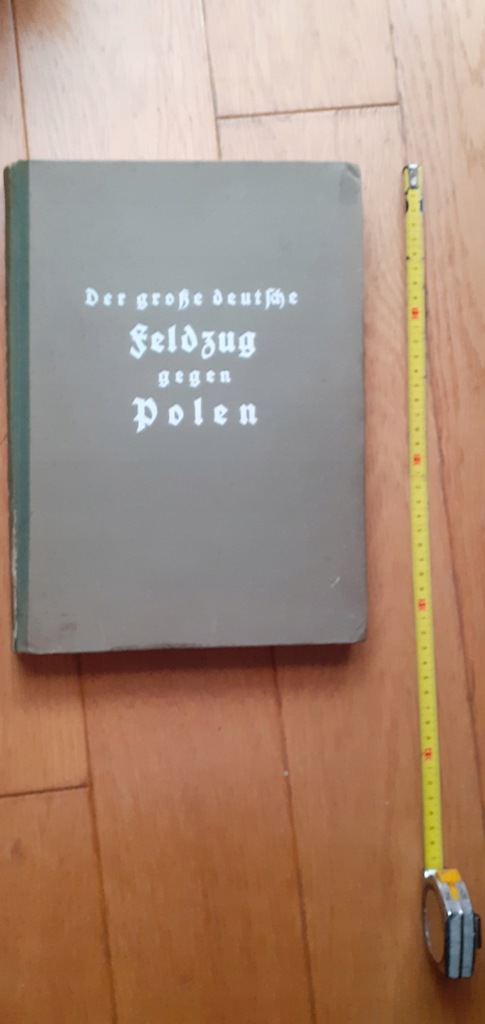 Der große deutsche
Feldzug
gegen
Polen